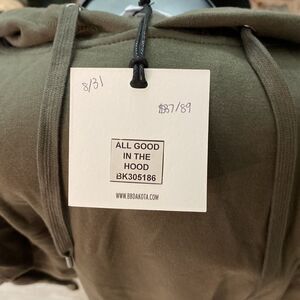 8/31
$87/89
ALL GOOD
IN THE
HOOD
BK305186
WWW.BBDAKOTA.COM